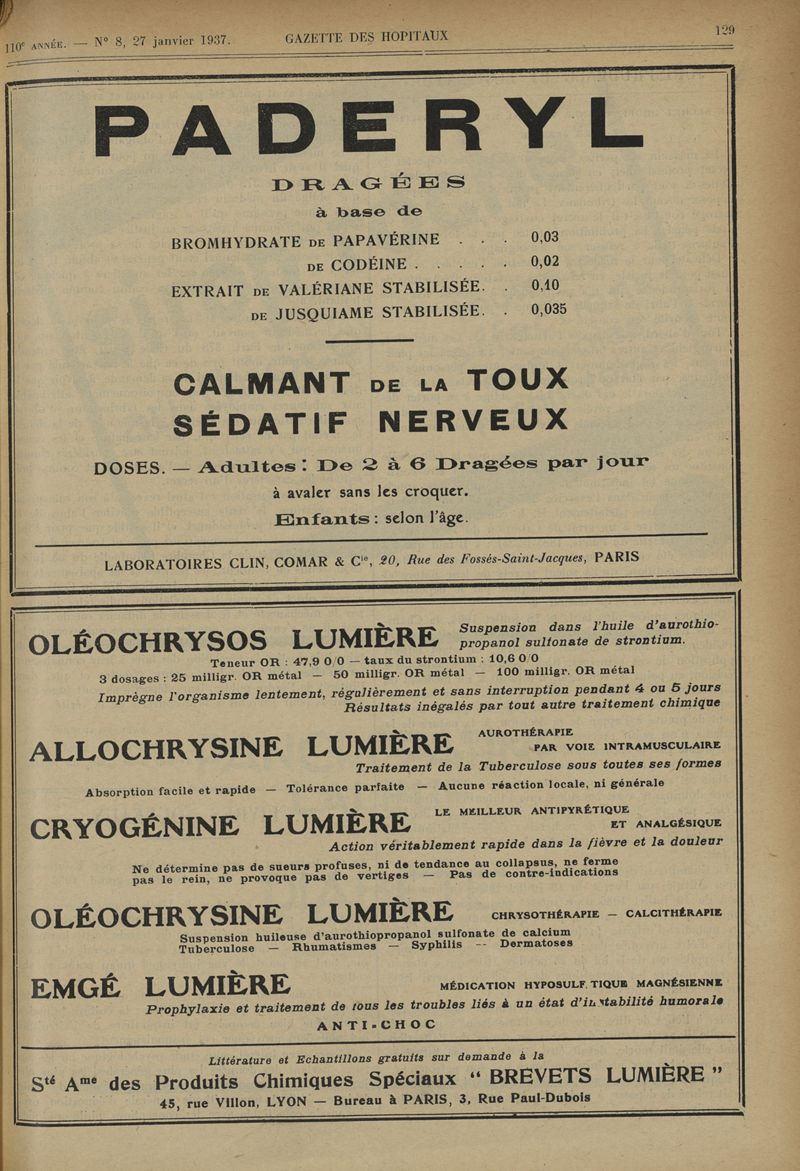 110e ANNÉE. — N° 8, 27 janvier 1937. GAZETTE DES HOPITAUX 129
PADERYL
DRAGÉES
à base de
BROMHYDRATE DE PAPAVÉRINE . . . 0,03
DE CODÉINE . . . . . 0,02
EXTRAIT DE VALÉRIANE STABILISÉE. . 0,10
DE JUSQUIAME STABILISÉE. . 0,035
CALMANT DE LA TOUX
SÉDATIF NERVEUX
DOSES. — Adultes : De 2 à 6 Dragées par jour
à avaler sans les croquer.
Enfants : selon l'âge.
LABORATOIRES CLIN, COMAR & Cie, 20, Rue des Fossés-Saint-Jacques, PARIS
OLÉOCHRYSOS LUMIÈRE Suspension dans l'huile d'aurothio-
propanol sulfonate de strontium.
Teneur OR : 47,9 0/0 — taux du strontium : 10,6 0/0
3 dosages : 25 milligr. OR métal — 50 milligr. OR métal — 100 milligr. OR métal
Imprègne l'organisme lentement, régulièrement et sans interruption pendant 4 ou 5 jours
Résultats inégalés par tout autre traitement chimique
ALLOCHRYSINE LUMIÈRE AUROTHÉRAPIE
PAR VOIE INTRAMUSCULAIRE
Traitement de la Tuberculose sous toutes ses formes
Absorption facile et rapide — Tolérance parfaite — Aucune réaction locale, ni générale
CRYOGÉNINE LUMIÈRE LE MEILLEUR ANTIPYRÉTIQUE
ET ANALGÉSIQUE
Action véritablement rapide dans la fièvre et la douleur
Ne détermine pas de sueurs profuses, ni de tendance au collapsus, ne ferme
pas le rein, ne provoque pas de vertiges — Pas de contre-indications
OLÉOCHRYSINE LUMIÈRE CHRYSOTHÉRAPIE — CALCITHÉRAPIE
Suspension huileuse d'aurothiopropanol sulfonate de calcium
Tuberculose — Rhumatismes — Syphilis — Dermatoses
EMGÉ LUMIÈRE MÉDICATION HYPOSULFITIQUE MAGNÉSIENNE
Prophylaxie et traitement de tous les troubles liés à un état d'instabilité humorale
ANTI-CHOC
Littérature et Echantillons gratuits sur demande à la
Sté Ame des Produits Chimiques Spéciaux " BREVETS LUMIÈRE "
45, rue Villon, LYON — Bureau à PARIS, 3, Rue Paul-Dubois